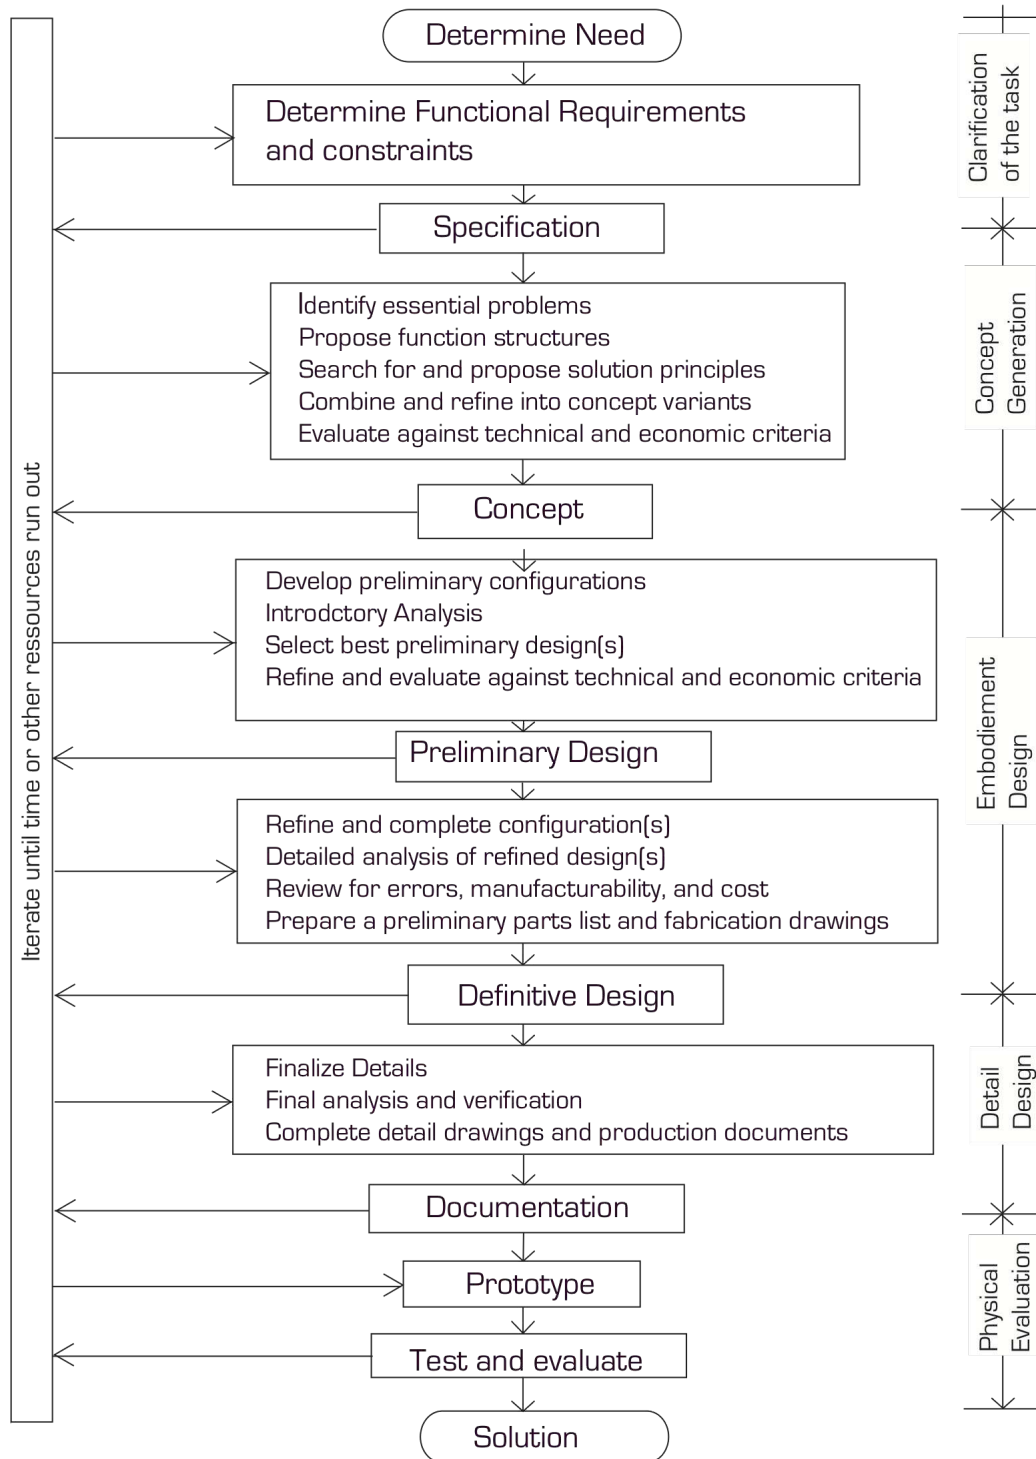 Determine Need
Determine Functional Requirements
and constraints
Specification
Identify essential problems
Propose function structures
Search for and propose solution principles
Combine and refine into concept variants
Evaluate against technical and economic criteria
Concept
Develop preliminary configurations
Introdctory Analysis
Select best preliminary design(s)
Refine and evaluate against technical and economic criteria
Preliminary Design
Refine and complete configuration(s)
Detailed analysis of refined design(s)
Review for errors, manufacturability, and cost
Prepare a preliminary parts list and fabrication drawings
Definitive Design
Finalize Details
Final analysis and verification
Complete detail drawings and production documents
Documentation
Prototype
Test and evaluate
Solution
Iterate until time or other ressources run out
Clarification
of the task
Concept
Generation
Embodiement
Design
Detail
Design
Physical
Evaluation